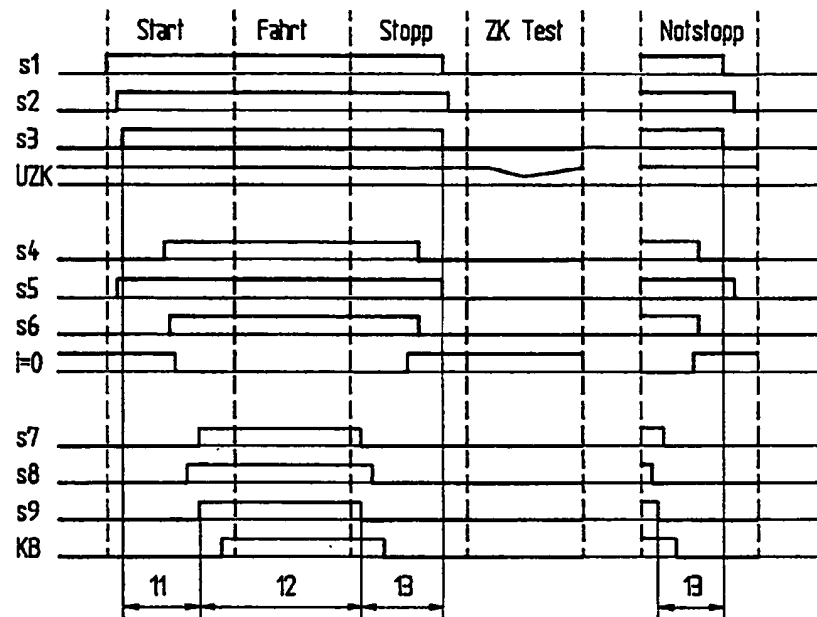 Start Fahrt Stopp ZK Test Notstopp
s1
s2
s3
UZK
s4
s5
s6
i=0
s7
s8
s9
KB
11 12 13 13